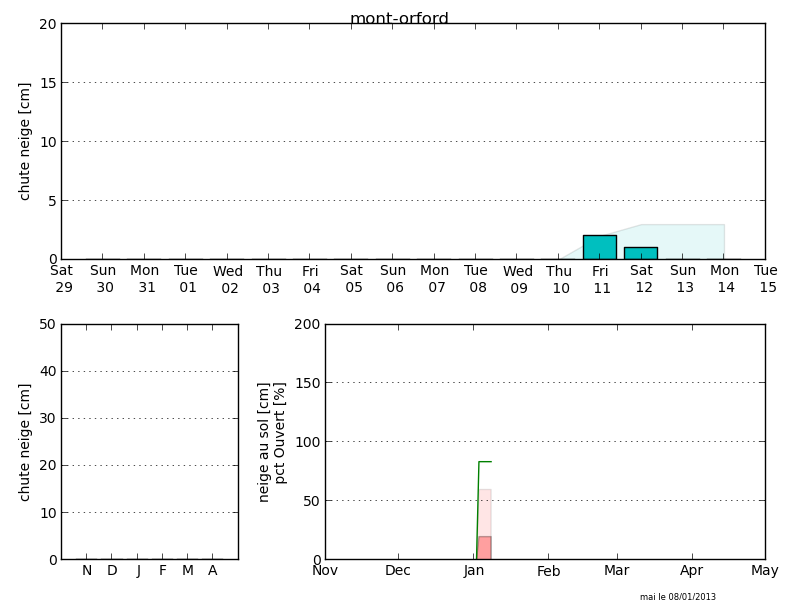 mont-orford
20
15
10
5
0
chute neige [cm]
Sat Sun Mon Tue Wed Thu Fri Sat Sun Mon Tue Wed Thu Fri Sat Sun Mon Tue
29 30 31 01 02 03 04 05 06 07 08 09 10 11 12 13 14 15
50
40
30
20
10
0
chute neige [cm]
N D J F M A
200
150
100
50
0
neige au sol [cm]
pct Ouvert [%]
Nov Dec Jan Feb Mar Apr May
maj le 08/01/2013